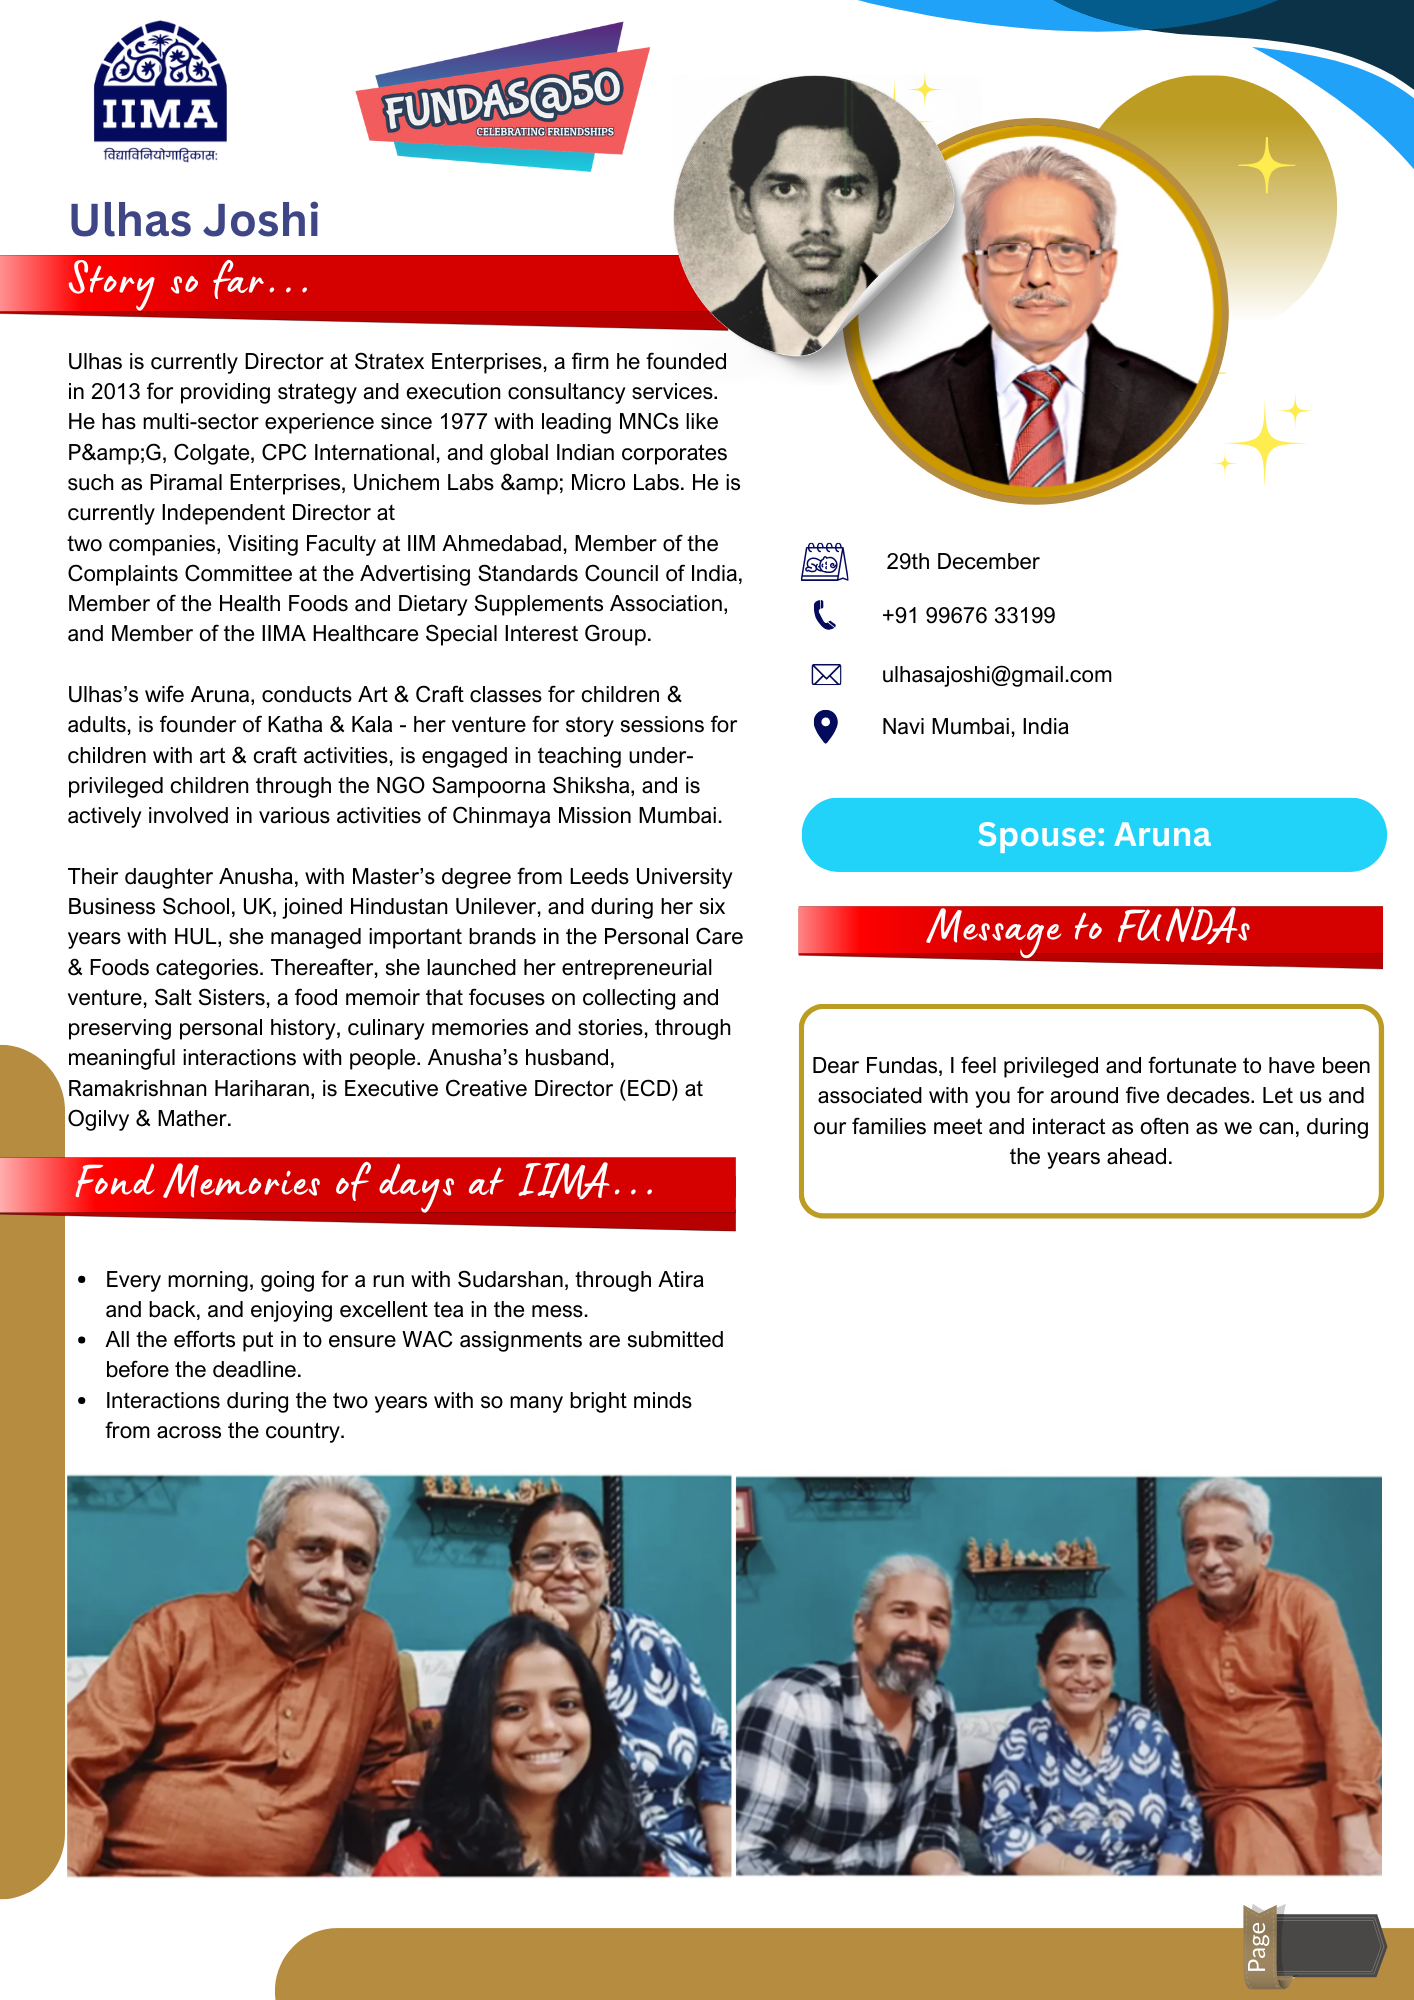 IIMA
विद्याविनियोगाद्विकासः
FUNDAS@50
CELEBRATING FRIENDSHIPS
Ulhas Joshi
Story so far...
Ulhas is currently Director at Stratex Enterprises, a firm he founded
in 2013 for providing strategy and execution consultancy services.
He has multi-sector experience since 1977 with leading MNCs like
P&amp;G, Colgate, CPC International, and global Indian corporates
such as Piramal Enterprises, Unichem Labs &amp; Micro Labs. He is
currently Independent Director at
two companies, Visiting Faculty at IIM Ahmedabad, Member of the
Complaints Committee at the Advertising Standards Council of India,
Member of the Health Foods and Dietary Supplements Association,
and Member of the IIMA Healthcare Special Interest Group.
Ulhas’s wife Aruna, conducts Art & Craft classes for children &
adults, is founder of Katha & Kala - her venture for story sessions for
children with art & craft activities, is engaged in teaching under-
privileged children through the NGO Sampoorna Shiksha, and is
actively involved in various activities of Chinmaya Mission Mumbai.
Their daughter Anusha, with Master’s degree from Leeds University
Business School, UK, joined Hindustan Unilever, and during her six
years with HUL, she managed important brands in the Personal Care
& Foods categories. Thereafter, she launched her entrepreneurial
venture, Salt Sisters, a food memoir that focuses on collecting and
preserving personal history, culinary memories and stories, through
meaningful interactions with people. Anusha’s husband,
Ramakrishnan Hariharan, is Executive Creative Director (ECD) at
Ogilvy & Mather.
Fond Memories of days at IIMA...
• Every morning, going for a run with Sudarshan, through Atira
and back, and enjoying excellent tea in the mess.
• All the efforts put in to ensure WAC assignments are submitted
before the deadline.
• Interactions during the two years with so many bright minds
from across the country.
29th December
+91 99676 33199
ulhasajoshi@gmail.com
Navi Mumbai, India
Spouse: Aruna
Message to FUNDAs
Dear Fundas, I feel privileged and fortunate to have been
associated with you for around five decades. Let us and
our families meet and interact as often as we can, during
the years ahead.
Page